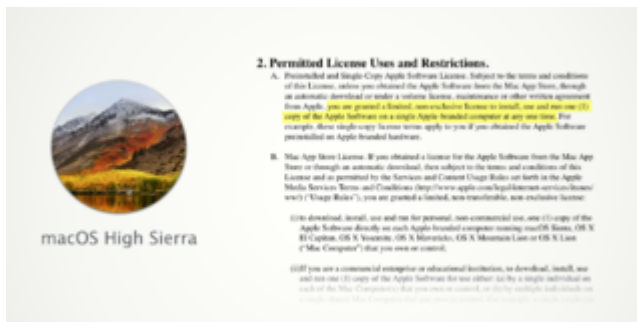 macOS High Sierra
2. Permitted License Uses and Restrictions.
A. Preinstalled and Single Copy Apple Software License. Subject to the terms and conditions
of this License, unless you obtained the Apple Software from the Mac App Store, through
an automatic download or under a volume license, maintenance or other written agreement
from Apple, you are granted a limited, non-exclusive license to install, use and run one (1)
copy of the Apple Software on a single Apple-branded computer at any one time. For
example, these single-copy license terms apply to you if you obtained the Apple Software
preinstalled on Apple-branded hardware.
B. Mac App Store License. If you obtained a license for the Apple Software from the Mac App
Store or through an automatic download, then subject to the terms and conditions of this
License and as permitted by the Services and Content Usage Rules set forth in the Apple
Media Services Terms and Conditions (http://www.apple.com/legal/internet-services/itunes/
ww/) ("Usage Rules"), you are granted a limited, non-transferable, non-exclusive license:
(i) to download, install, use and run for personal, non-commercial use, one (1) copy of the
Apple Software directly on each Apple-branded computer running macOS Sierra, OS X
El Capitan, OS X Yosemite, OS X Mavericks, OS X Mountain Lion or OS X Lion
("Mac Computer") that you own or control;
(ii) If you are a commercial enterprise or educational institution, to download, install, use
and run one (1) copy of the Apple Software for use either: (a) by a single individual on
each of the Mac Computer(s) that you own or control, or (b) by multiple individuals on